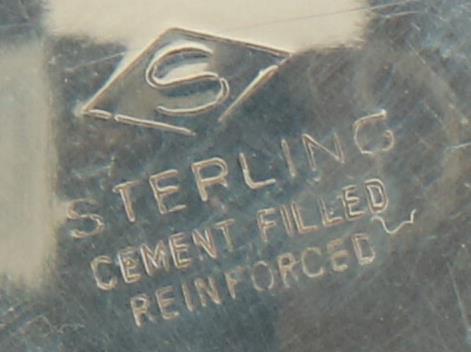 S
STERLING
CEMENT FILLED
REINFORCED